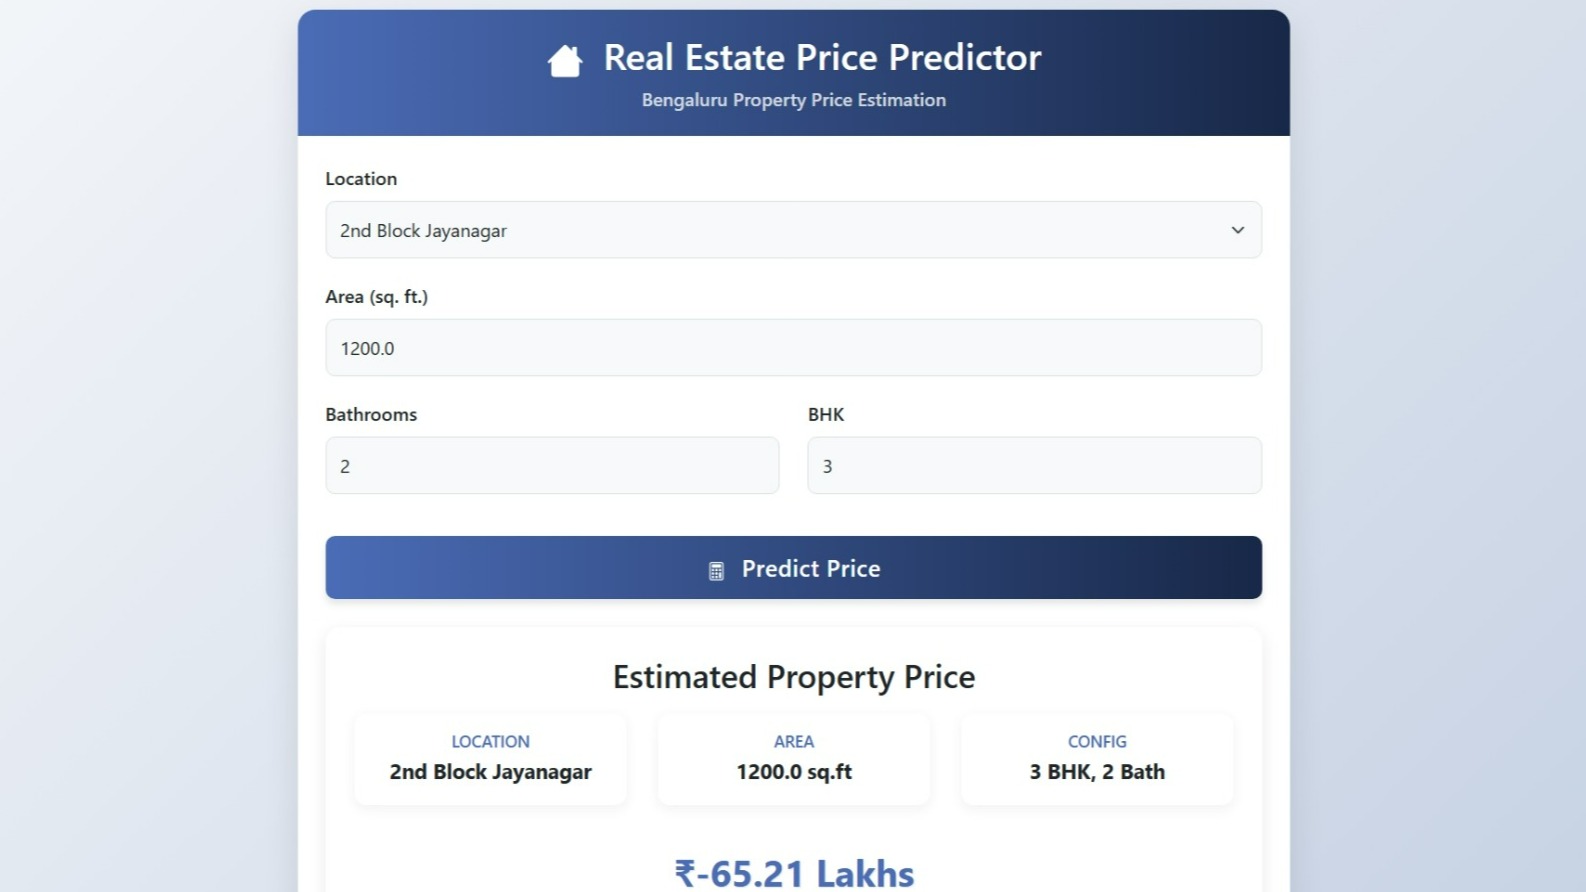 Real Estate Price Predictor
Bengaluru Property Price Estimation
Location
2nd Block Jayanagar
Area (sq. ft.)
1200.0
Bathrooms
BHK
2
3
Predict Price
Estimated Property Price
LOCATION
AREA
CONFIG
2nd Block Jayanagar
1200.0 sq.ft
3 BHK, 2 Bath
₹-65.21 Lakhs